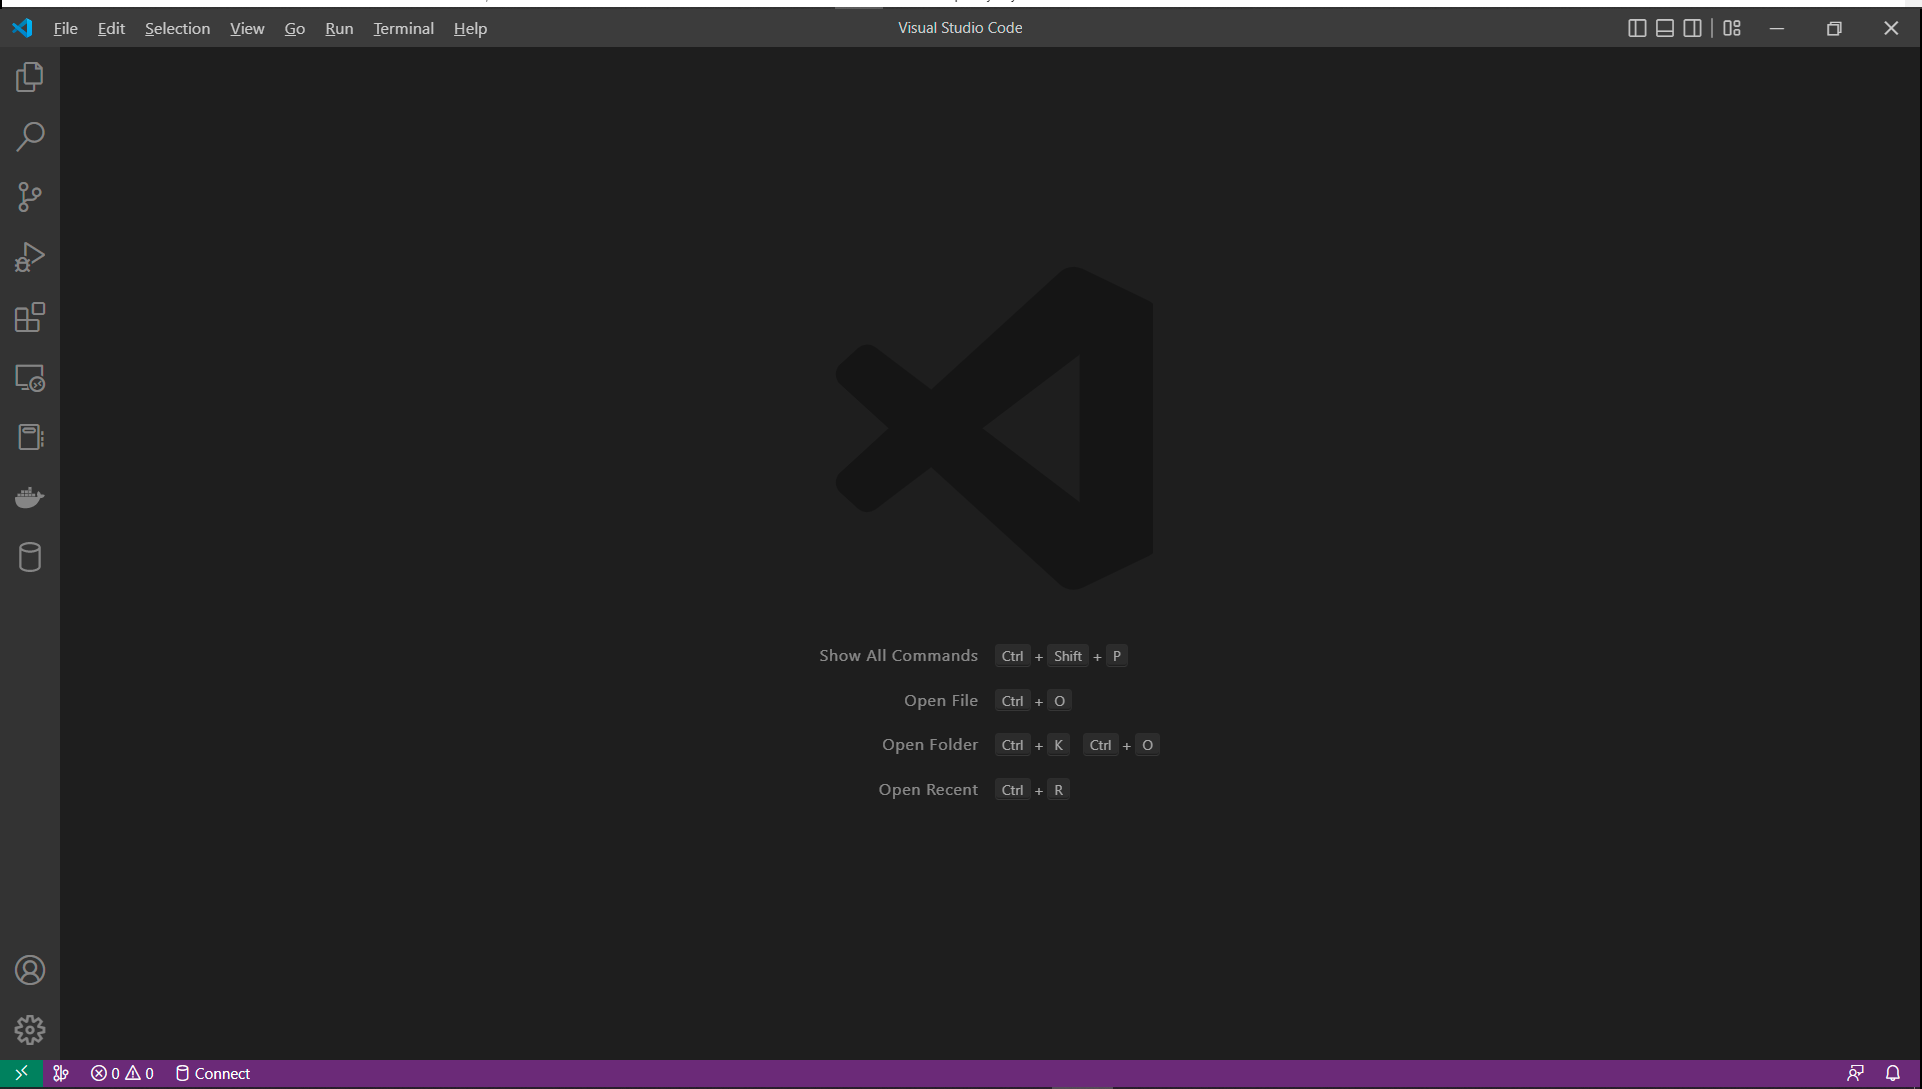 File Edit Selection View Go Run Terminal Help Visual Studio Code
Show All Commands Ctrl + Shift + P
Open File Ctrl + O
Open Folder Ctrl + K Ctrl + O
Open Recent Ctrl + R
0 0 Connect